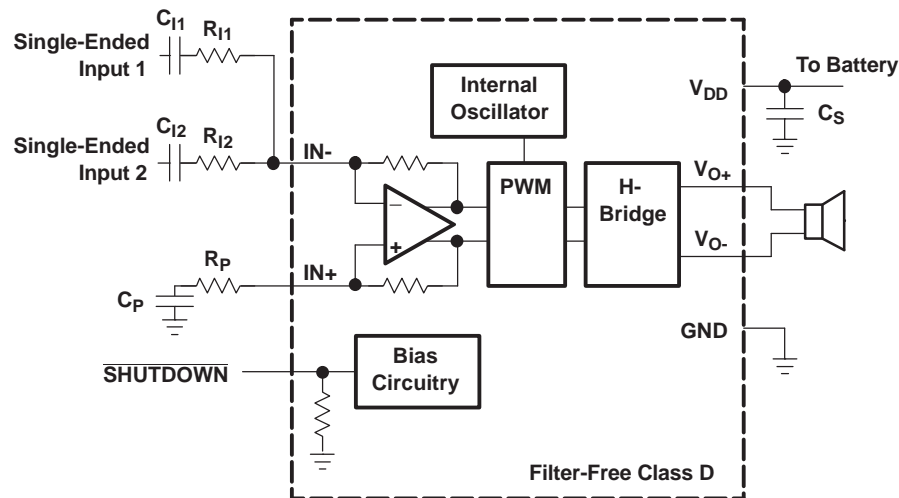 C_I1
R_I1
Single-Ended
Input 1
C_I2
R_I2
Single-Ended
Input 2
IN-
R_P
IN+
C_P
SHUTDOWN
Internal
Oscillator
−
+
PWM
H-
Bridge
Bias
Circuitry
V_DD
To Battery
C_S
V_O+
V_O-
GND
Filter-Free Class D